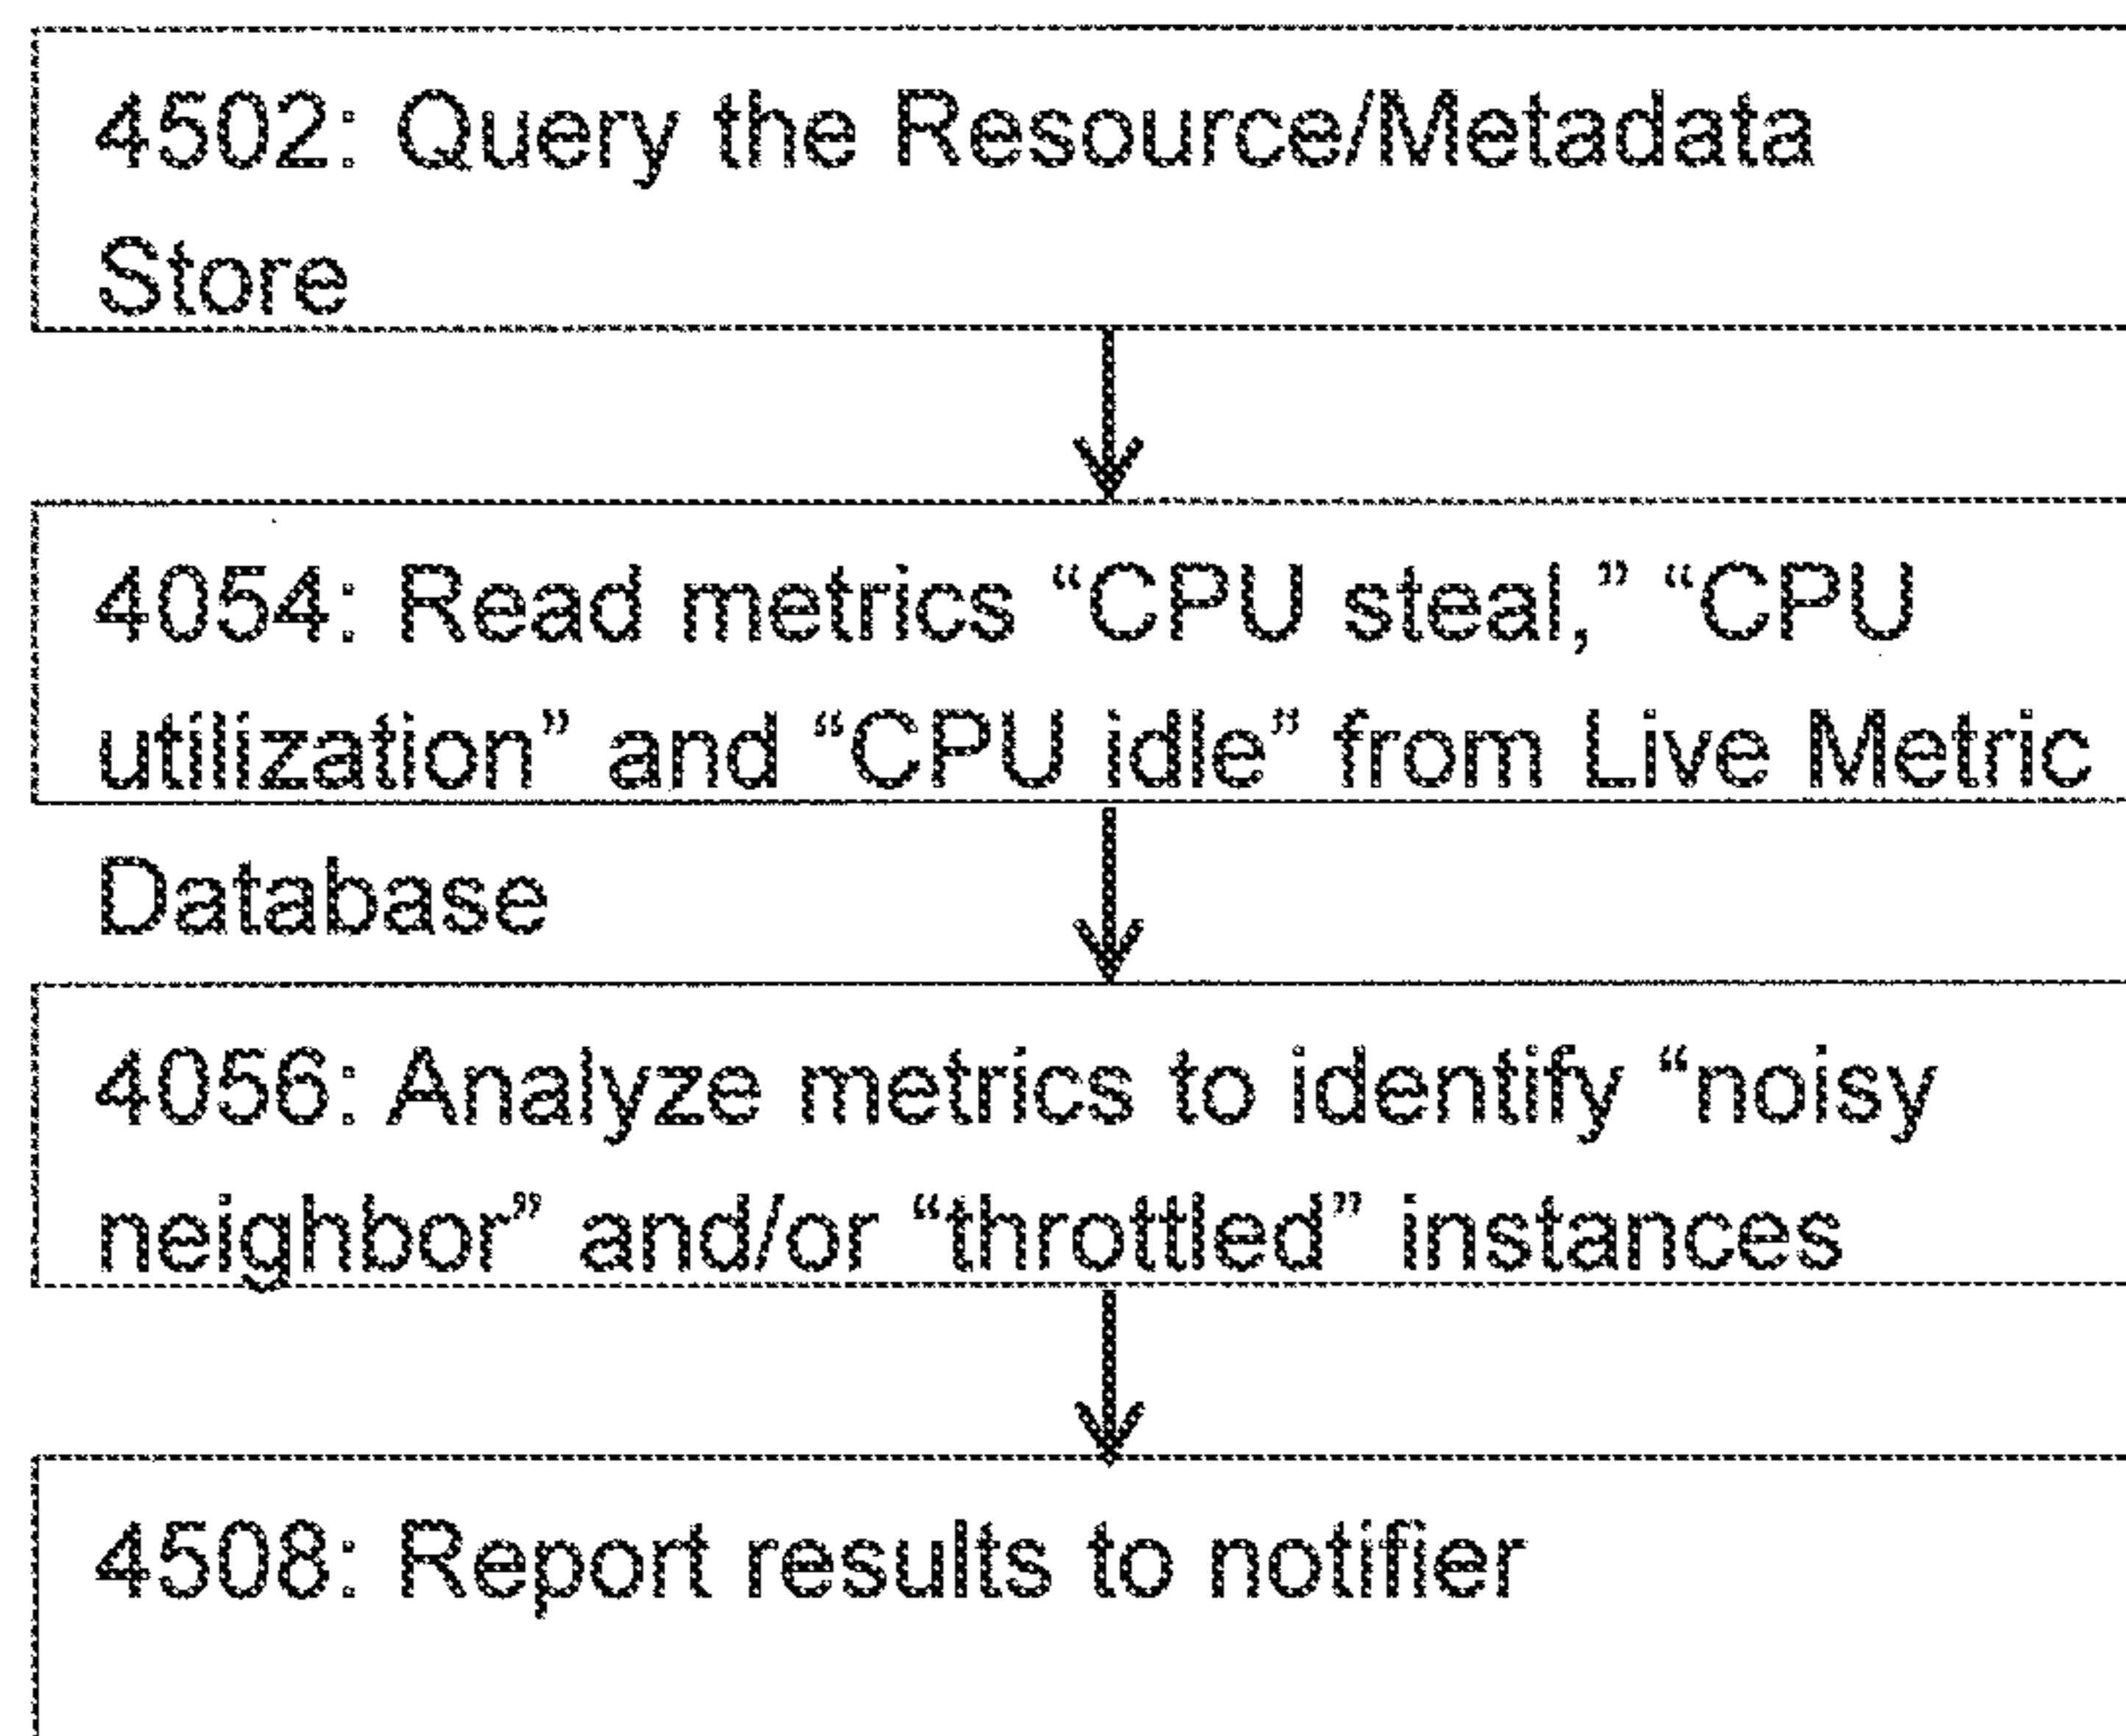 4502: Query the Resource/Metadata
Store
4054: Read metrics “CPU steal,” “CPU
utilization” and “CPU idle” from Live Metric
Database
4056: Analyze metrics to identify “noisy
neighbor” and/or “throttled” instances
4508: Report results to notifier